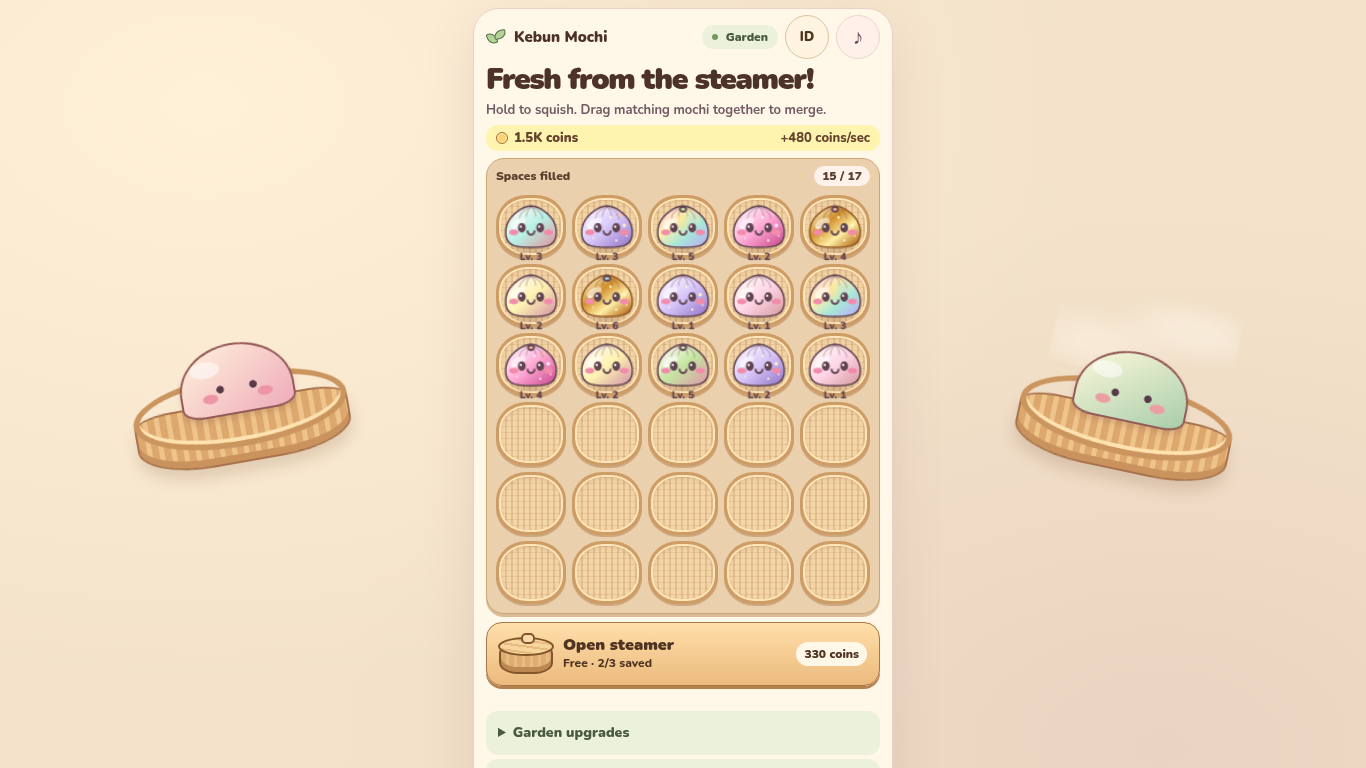 Kebun Mochi
Garden
ID
♪
Fresh from the steamer!
Hold to squish. Drag matching mochi together to merge.
1.5K coins
+480 coins/sec
Spaces filled
15 / 17
Lv. 3
Lv. 3
Lv. 5
Lv. 2
Lv. 4
Lv. 2
Lv. 6
Lv. 1
Lv. 1
Lv. 3
Lv. 4
Lv. 2
Lv. 5
Lv. 2
Lv. 1
Open steamer
Free · 2/3 saved
330 coins
Garden upgrades